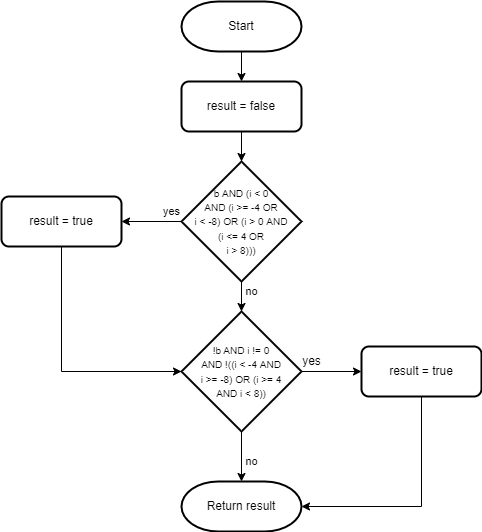 Start
result = false
b AND (i < 0
AND (i >= -4 OR
i < -8) OR (i > 0 AND
(i <= 4 OR
i > 8)))
yes
result = true
no
!b AND i != 0
AND !((i < -4 AND
i >= -8) OR (i >= 4
AND i < 8))
yes
result = true
no
Return result